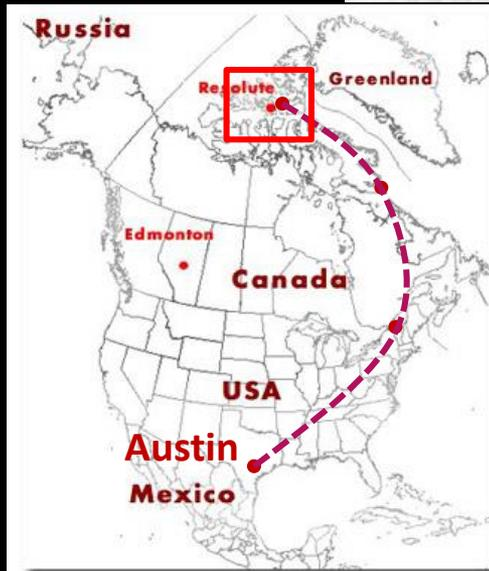 Russia
Resolute
Greenland
Edmonton
Canada
USA
Austin
Mexico